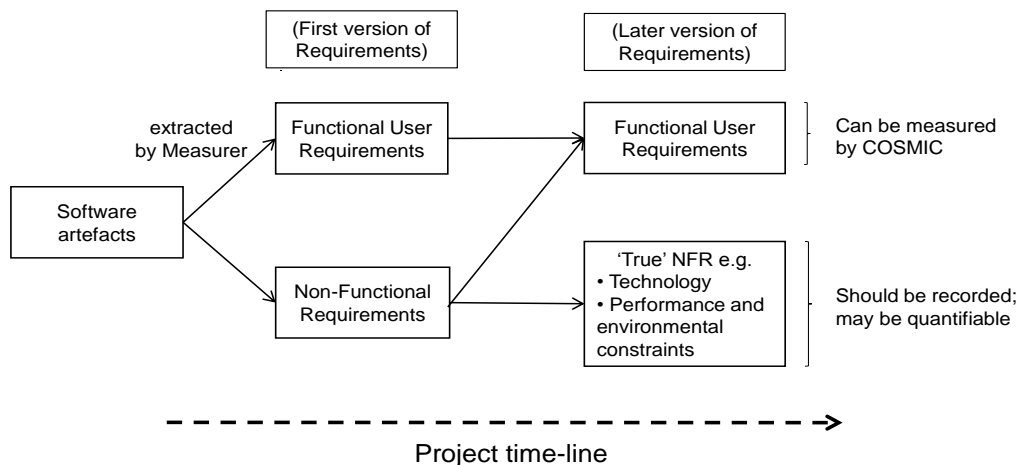 (First version of
Requirements)
(Later version of
Requirements)
extracted
by Measurer
Functional User
Requirements
Functional User
Requirements
Can be measured
by COSMIC
Software
artefacts
Non-Functional
Requirements
‘True’ NFR e.g.
• Technology
• Performance and
environmental
constraints
Should be recorded;
may be quantifiable
Project time-line